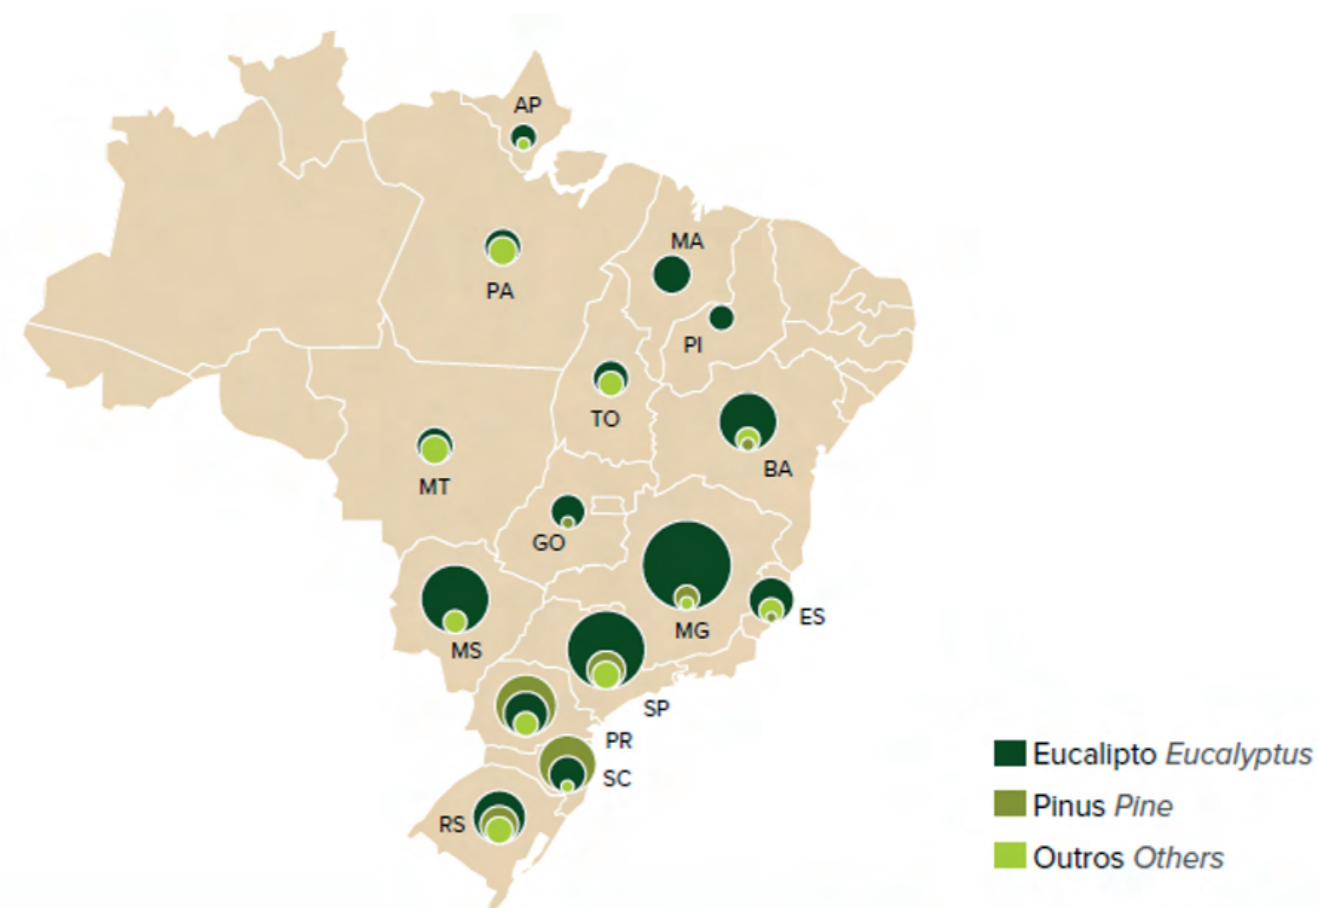 AP
MA
PA
PI
TO
BA
MT
GO
ES
MG
MS
SP
PR
SC
RS
Eucalipto Eucalyptus
Pinus Pine
Outros Others